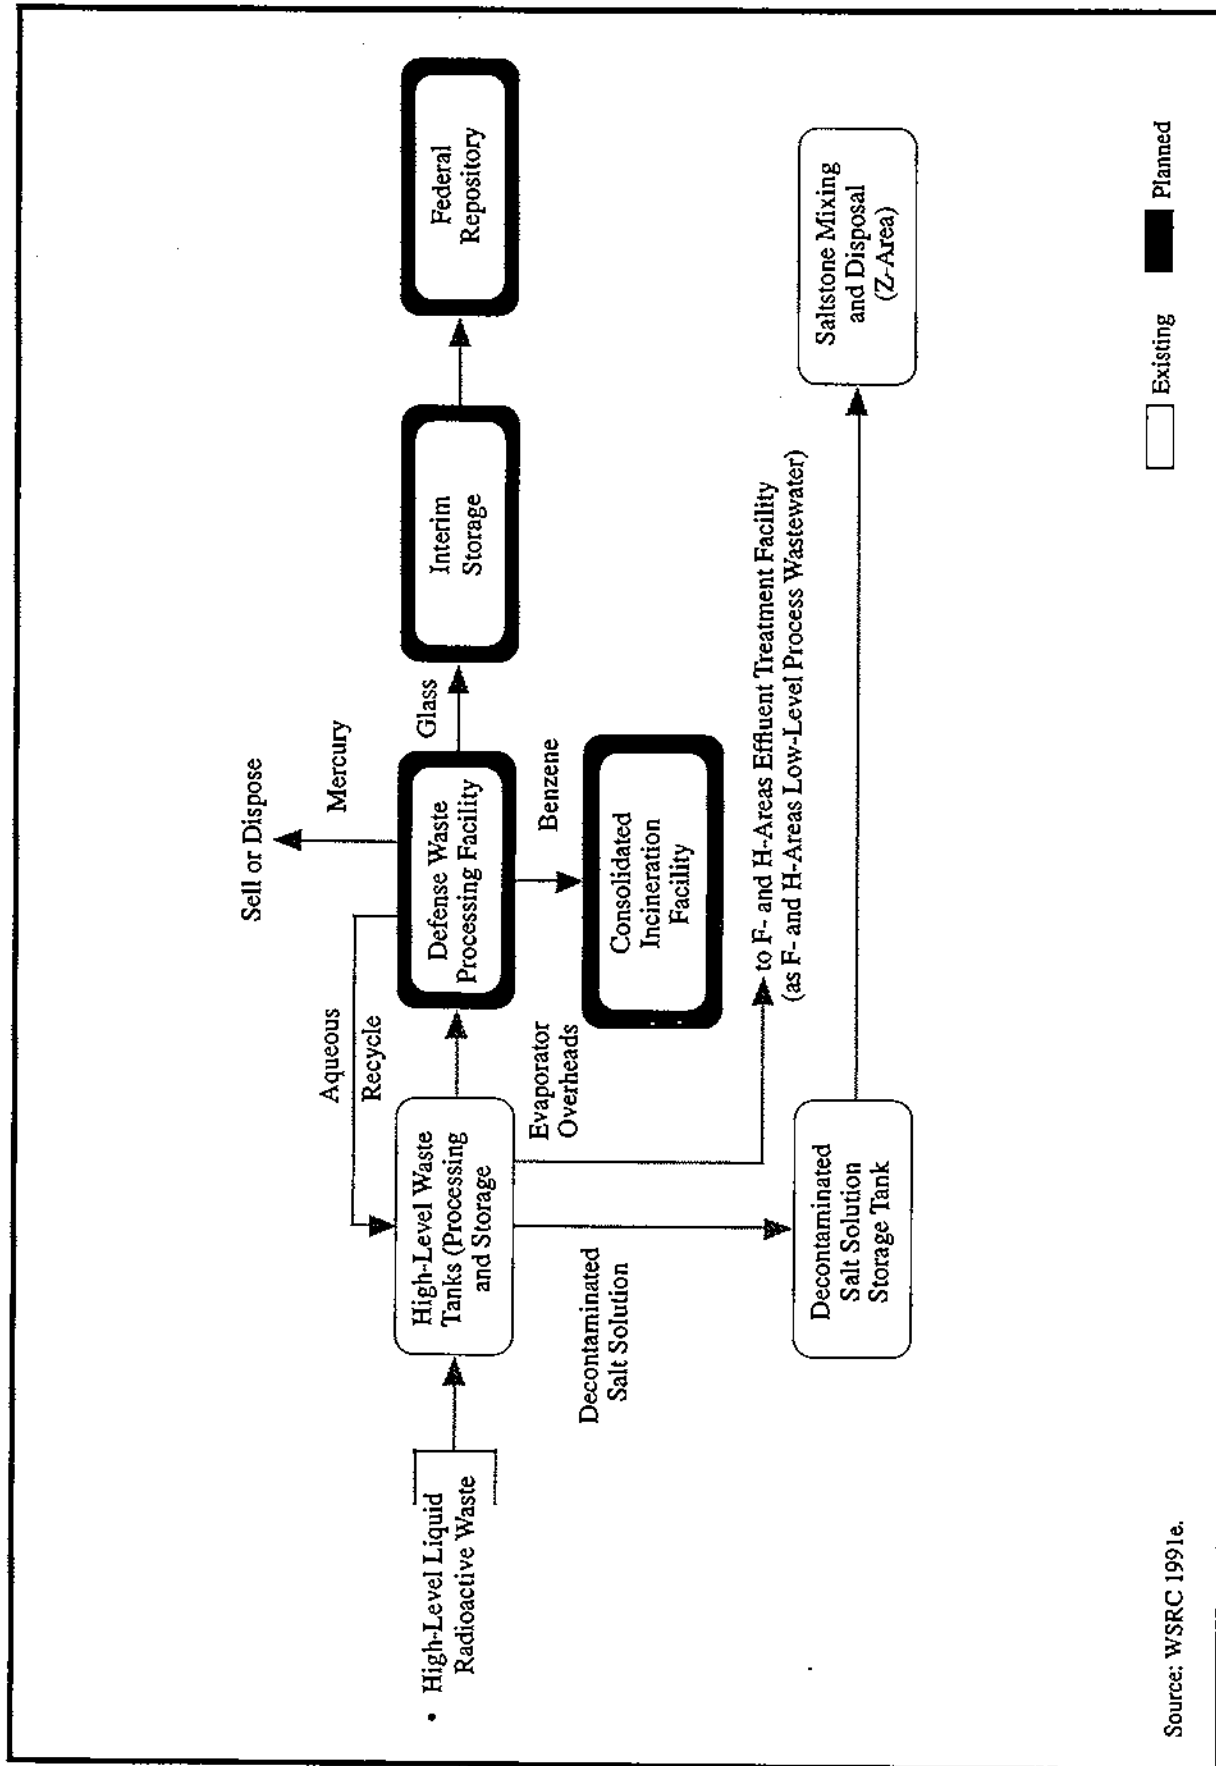 Sell or Dispose
Mercury
Aqueous
Recycle
• High-Level Liquid
Radioactive Waste
High-Level Waste
Tanks (Processing
and Storage
Defense Waste
Processing Facility
Glass
Interim
Storage
Federal
Repository
Evaporator
Overheads
Benzene
Decontaminated
Salt Solution
Consolidated
Incineration
Facility
to F- and H-Areas Effluent Treatment Facility
(as F- and H-Areas Low-Level Process Wastewater)
Decontaminated
Salt Solution
Storage Tank
Saltstone Mixing
and Disposal
(Z-Area)
Existing
Planned
Source: WSRC 1991e.